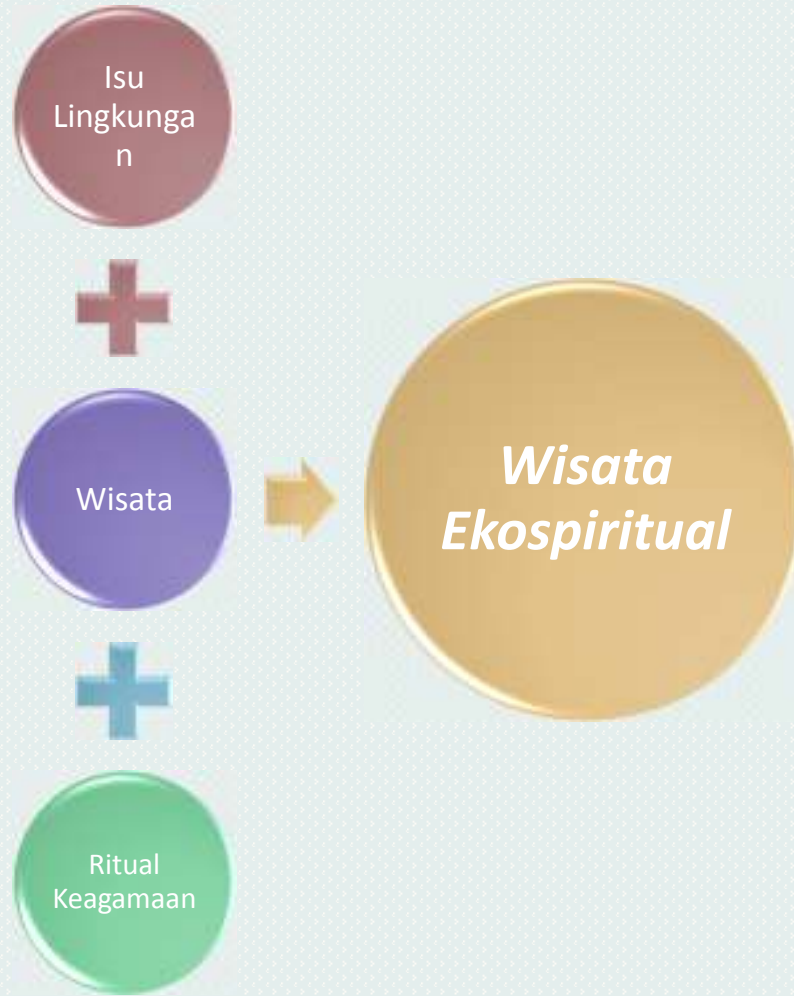 Isu
Lingkunga
n
Wisata
Ritual
Keagamaan
Wisata
Ekospiritual